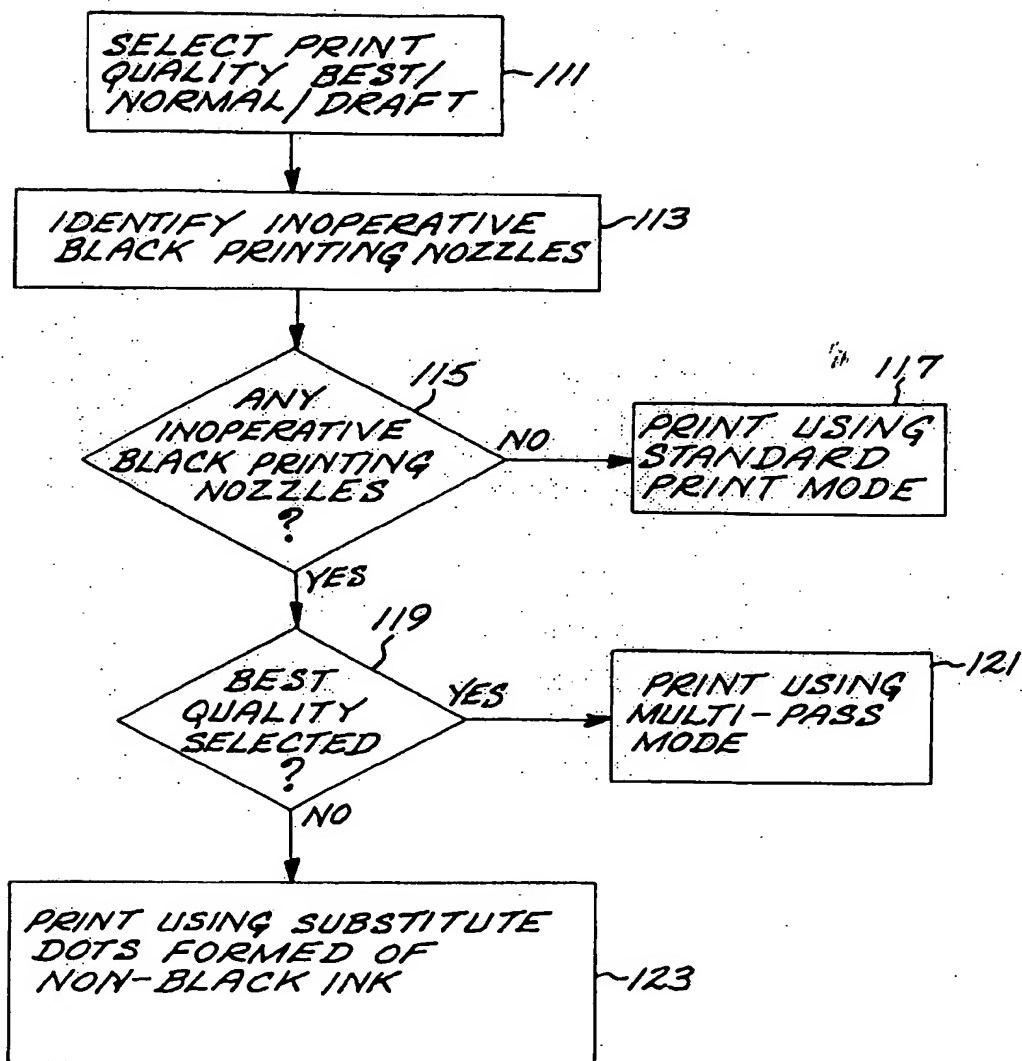 SELECT PRINT
QUALITY BEST/
NORMAL/DRAFT
111
IDENTIFY INOPERATIVE
BLACK PRINTING NOZZLES
113
ANY
INOPERATIVE
BLACK PRINTING
NOZZLES
?
115
NO
117
PRINT USING
STANDARD
PRINT MODE
YES
119
BEST
QUALITY
SELECTED
?
YES
121
PRINT USING
MULTI-PASS
MODE
NO
PRINT USING SUBSTITUTE
DOTS FORMED OF
NON-BLACK INK
123